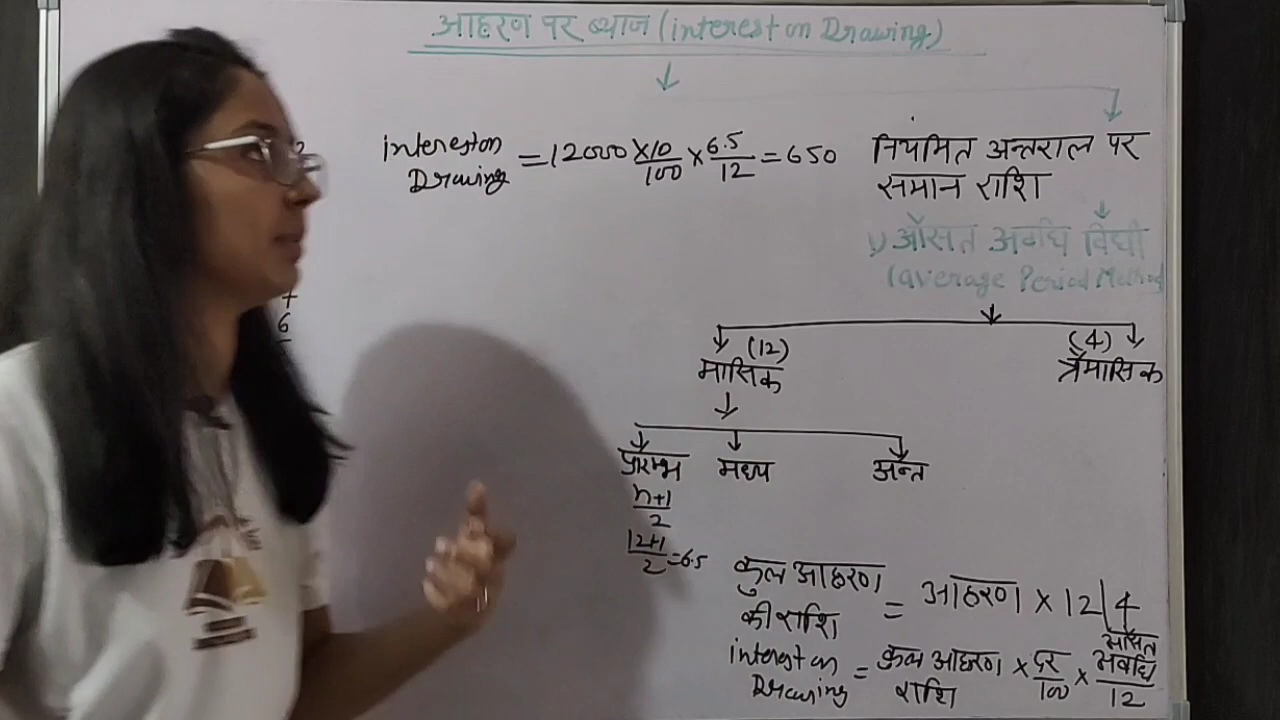 आहरण पर ब्याज (interest on Drawing)
interest on
Drawing = 12000 × 10/100 × 6.5/12 = 650
नियमित अन्तराल पर
समान राशि
1) औसत अवधि विधी
(average Period Method
(12)
मासिक
(4)
त्रैमासिक
प्रारम्भ मध्य अन्त
n+1/2
12+1/2 = 6.5
कुल आहरण
की राशि = आहरण × 12/4
interest on
Drawing = कुल आहरण राशि × दर/100 × औसत अवधि/12
2
+
6